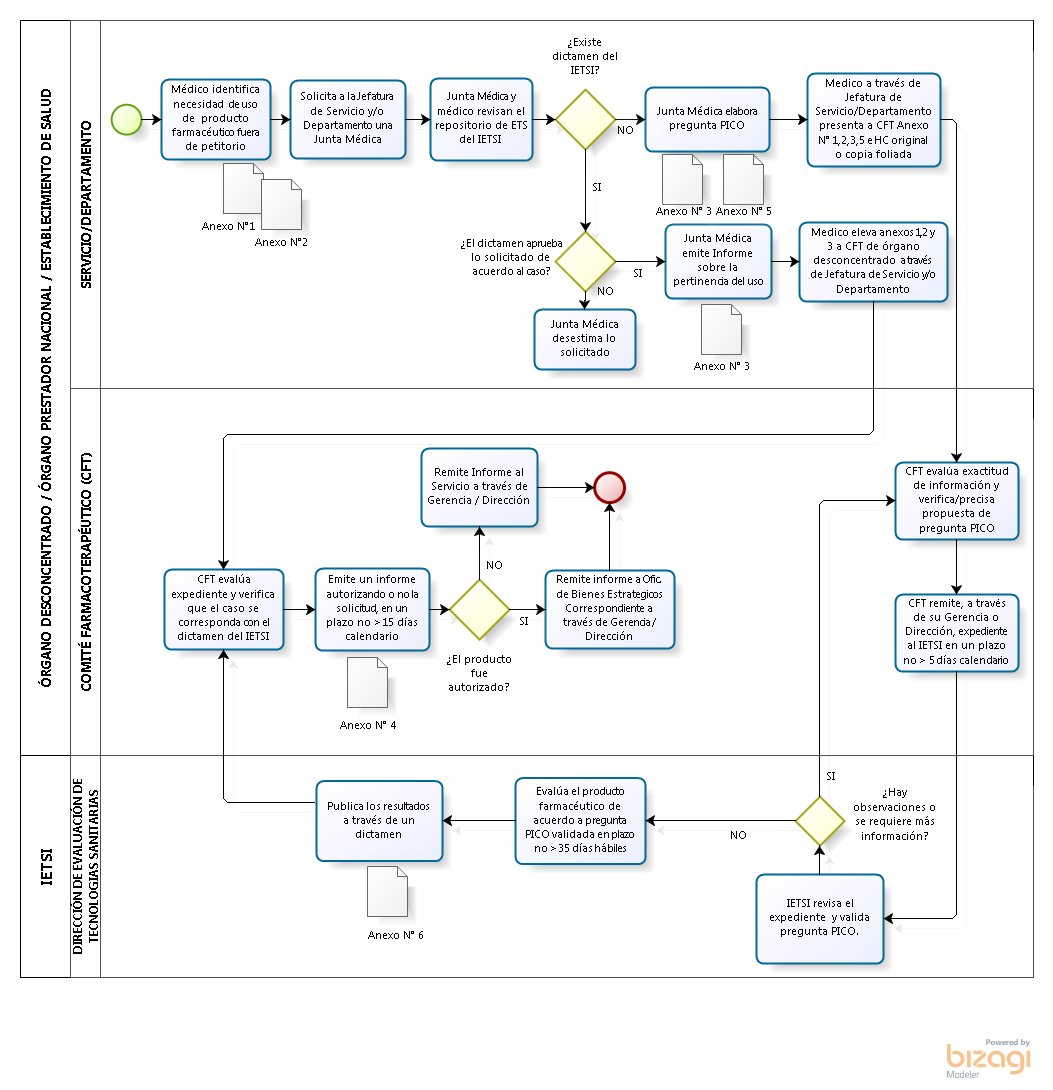 ÓRGANO DESCONCENTRADO / ÓRGANO PRESTADOR NACIONAL / ESTABLECIMIENTO DE SALUD
SERVICIO/DEPARTAMENTO
Médico identifica
necesidad de uso
de producto
farmacéutico fuera
de petitorio
Anexo N°1
Anexo N°2
Solicita a la Jefatura
de Servicio y/o
Departamento una
Junta Médica
Junta Médica y
médico revisan el
repositorio de ETS
del IETSI
¿Existe
dictamen del
IETSI?
NO
SI
Junta Médica elabora
pregunta PICO
Anexo N° 3
Anexo N° 5
Medico a través de
Jefatura de
Servicio/Departamento
presenta a CFT Anexo
N° 1,2,3,5 e HC original
o copia foliada
¿El dictamen aprueba
lo solicitado de
acuerdo al caso?
SI
NO
Junta Médica
emite Informe
sobre la
pertinencia del uso
Anexo N° 3
Medico eleva anexos 1,2 y
3 a CFT de órgano
desconcentrado a través
de Jefatura de Servicio y/o
Departamento
Junta Médica
desestima lo
solicitado
COMITÉ FARMACOTERAPÉUTICO (CFT)
Remite Informe al
Servicio a través de
Gerencia / Dirección
CFT evalúa exactitud
de información y
verifica/precisa
propuesta de
pregunta PICO
CFT evalúa
expediente y verifica
que el caso se
corresponda con el
dictamen del IETSI
Emite un informe
autorizando o no la
solicitud, en un
plazo no > 15 días
calendario
Anexo N° 4
NO
SI
¿El producto
fue
autorizado?
Remite informe a Ofic.
de Bienes Estrategicos
Correspondiente a
través de Gerencia/
Dirección
CFT remite, a través
de su Gerencia o
Dirección, expediente
al IETSI en un plazo
no > 5 días calendario
IETSI
DIRECCIÓN DE EVALUACIÓN DE
TECNOLOGIAS SANITARIAS
Publica los resultados
a través de un
dictamen
Anexo N° 6
Evalúa el producto
farmacéutico de
acuerdo a pregunta
PICO validada en plazo
no > 35 días hábiles
NO
SI
¿Hay
observaciones o
se requiere más
información?
IETSI revisa el
expediente y valida
pregunta PICO.
Powered by
bizagi
Modeler